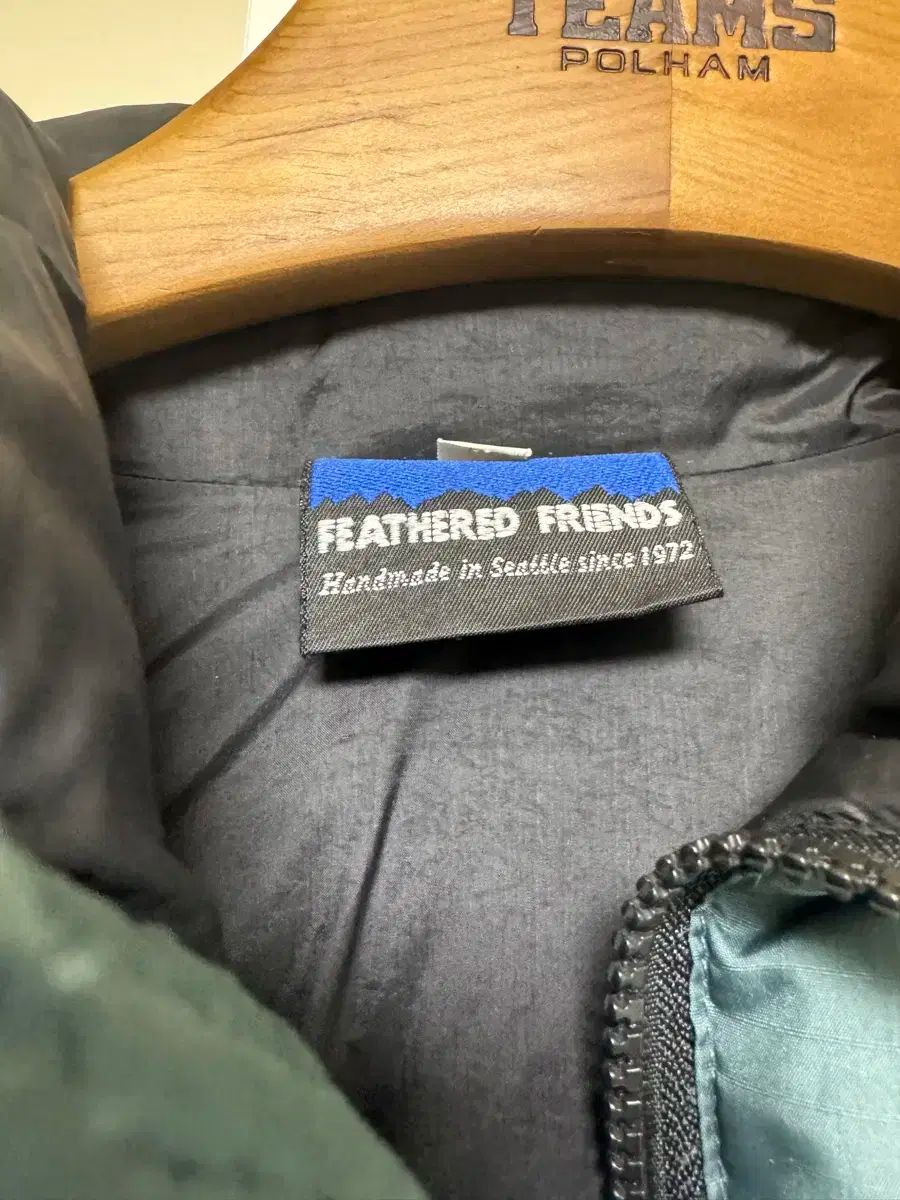 TEAMS
POLHAM
FEATHERED FRIENDS
Handmade in Seattle since 1972